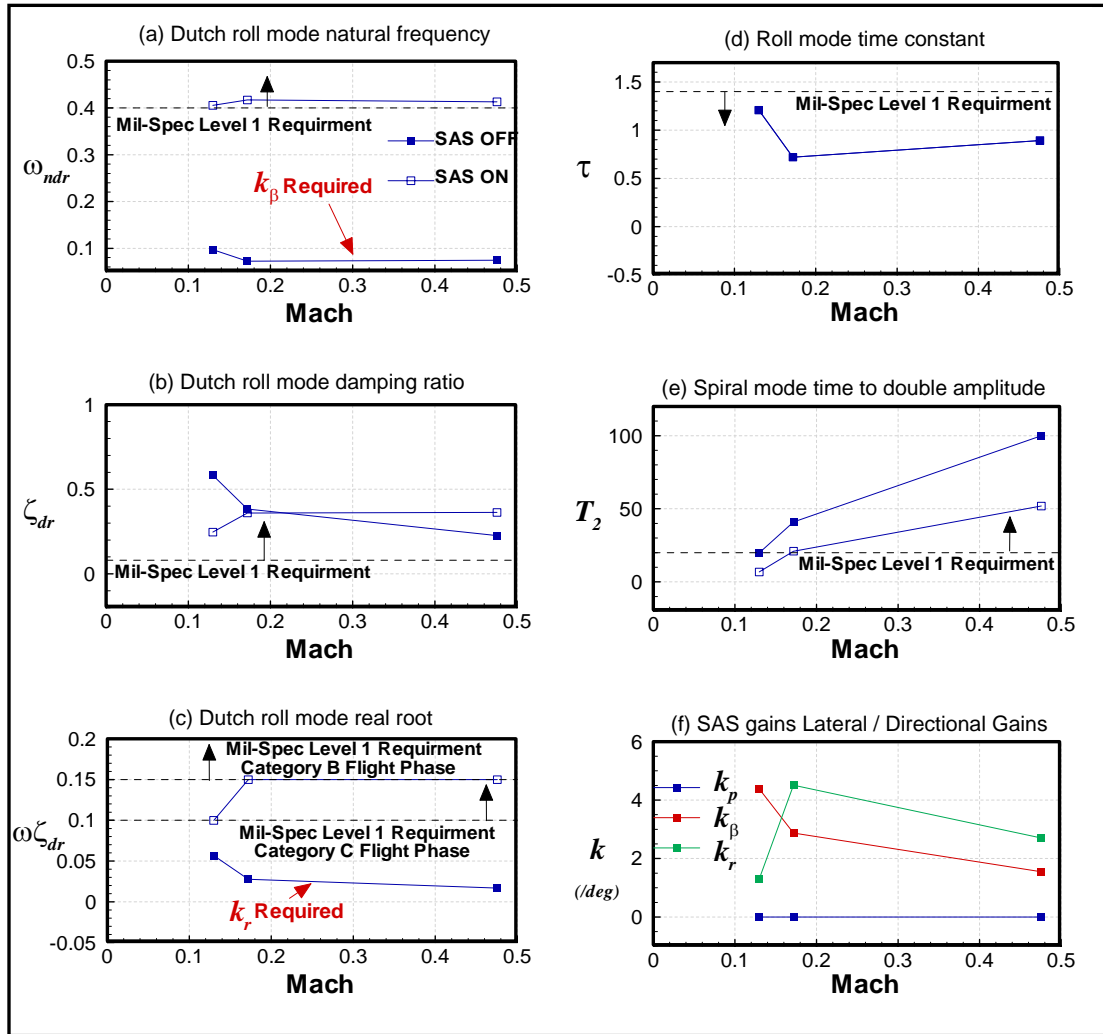 (a) Dutch roll mode natural frequency
0.5
0.4
0.3
0.2
0.1
ω_ndr
Mil-Spec Level 1 Requirment
SAS OFF
SAS ON
k_β Required
0 0.1 0.2 0.3 0.4 0.5
Mach
(d) Roll mode time constant
1.5
1
0.5
0
-0.5
τ
Mil-Spec Level 1 Requirment
0 0.1 0.2 0.3 0.4 0.5
Mach
(b) Dutch roll mode damping ratio
1
0.5
0
ζ_dr
Mil-Spec Level 1 Requirment
0 0.1 0.2 0.3 0.4 0.5
Mach
(e) Spiral mode time to double amplitude
100
50
0
T_2
Mil-Spec Level 1 Requirment
0 0.1 0.2 0.3 0.4 0.5
Mach
(c) Dutch roll mode real root
0.2
0.15
0.1
0.05
0
-0.05
ωζ_dr
Mil-Spec Level 1 Requirment
Category B Flight Phase
Mil-Spec Level 1 Requirment
Category C Flight Phase
k_r Required
0 0.1 0.2 0.3 0.4 0.5
Mach
(f) SAS gains Lateral / Directional Gains
6
4
2
0
k
(/deg)
k_p
k_β
k_r
0 0.1 0.2 0.3 0.4 0.5
Mach